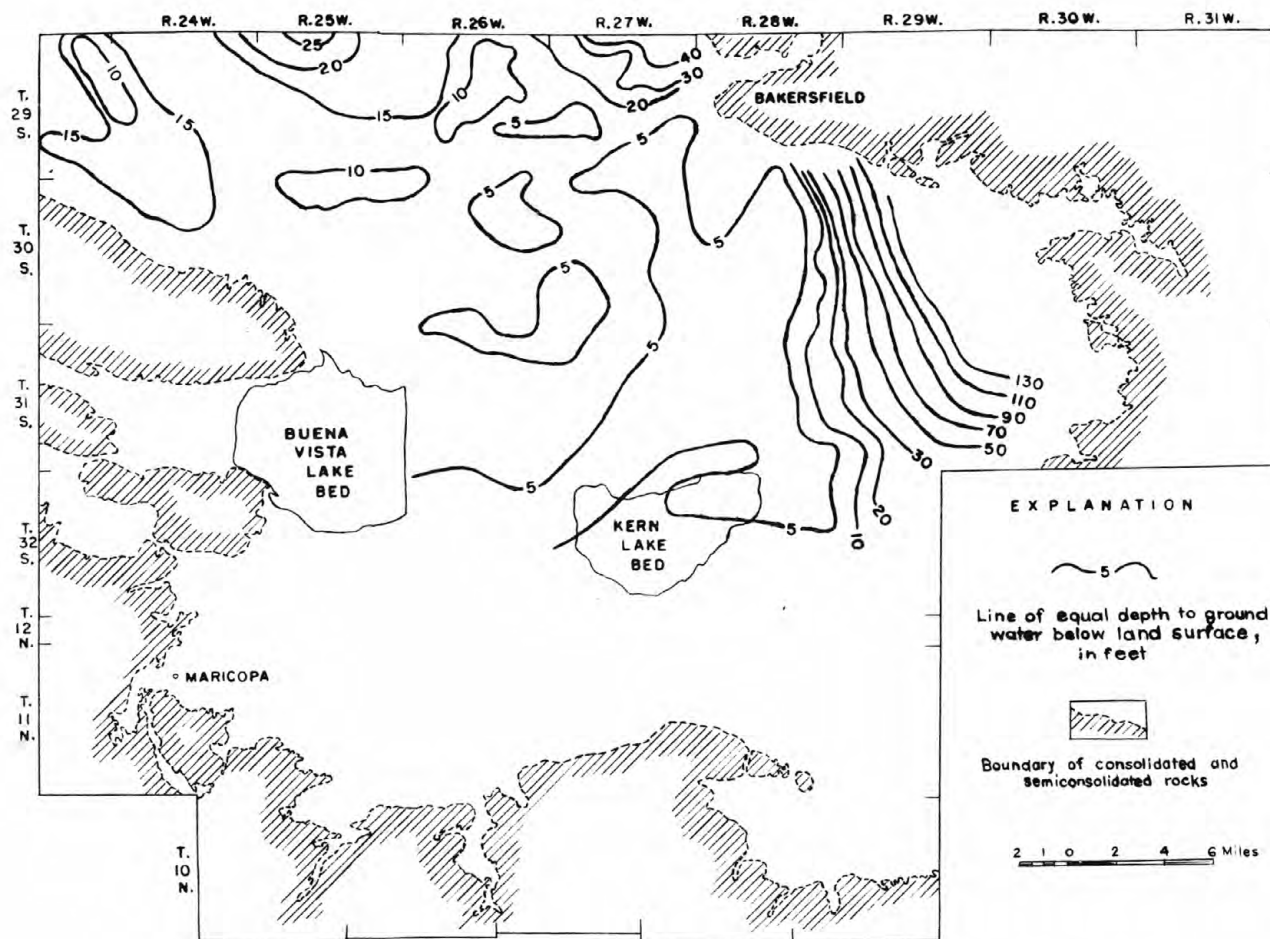 R.24W. R.25W. R.26W. R.27W. R.28W. R.29W. R.30W. R.31W.
25
20
40
30
20
10
15
15
15
10
5
5
BAKERSFIELD
T.
29
S.
10
5
5
T.
30
S.
5
5
T.
31
S.
130
110
90
70
50
30
20
10
BUENA
VISTA
LAKE
BED
5
5
KERN
LAKE
BED
T.
32
S.
T.
12
N.
MARICOPA
T.
11
N.
T.
10
N.
EXPLANATION
5
Line of equal depth to ground
water below land surface,
in feet
Boundary of consolidated and
semiconsolidated rocks
2 1 0 2 4 6 Miles